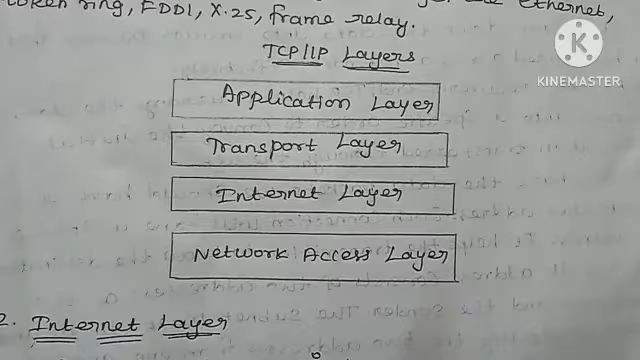 token ring, FDDI, X.25, frame relay.
ethernet,
TCP/IP Layers
KINEMASTER
Application Layer
Transport Layer
Internet Layer
Network Access Layer
2. Internet Layer